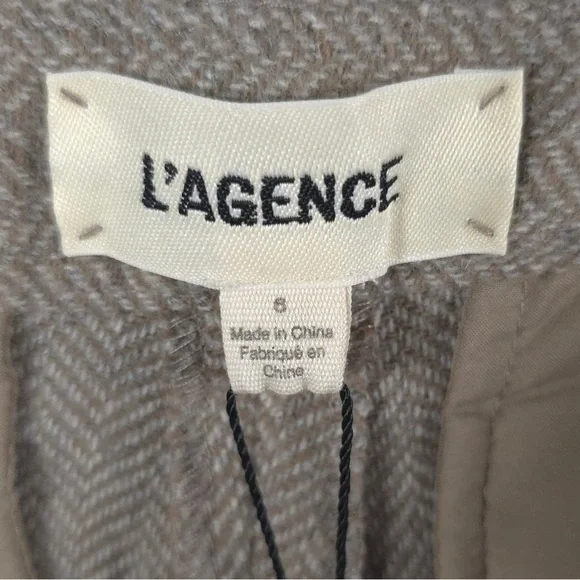 L'AGENCE
6
Made in China
Fabriqué en
Chine